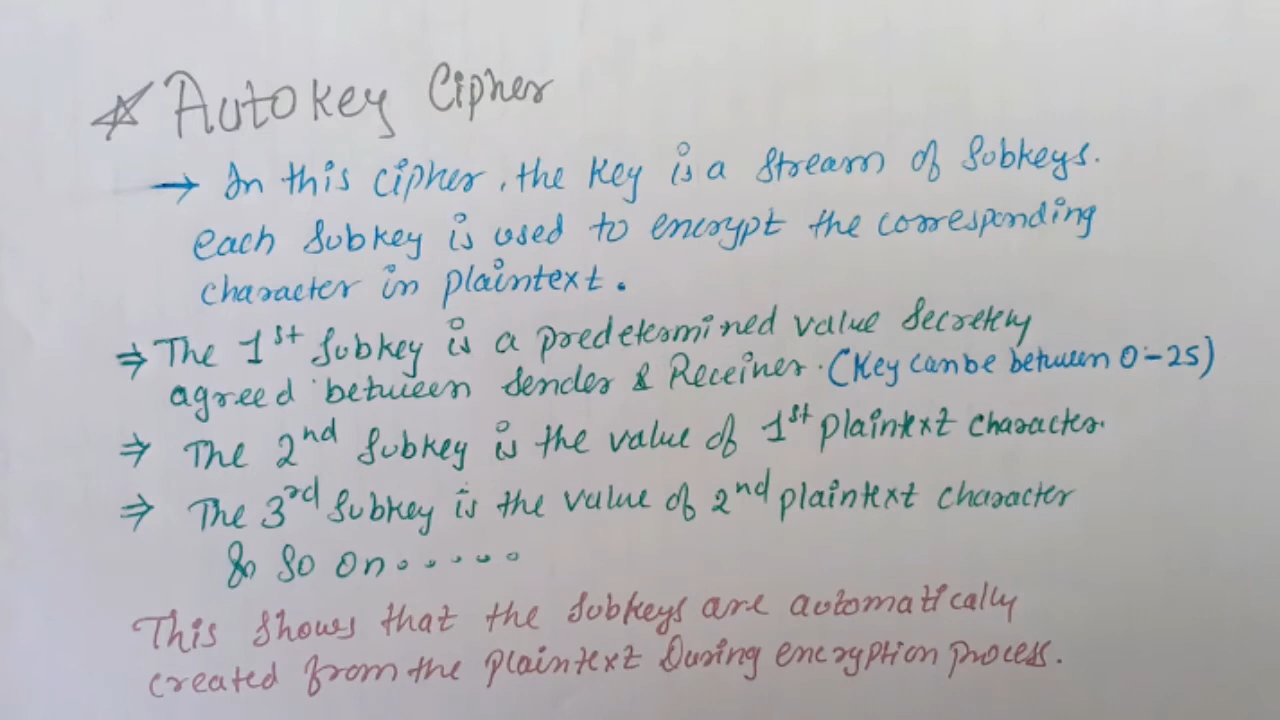 ☆ Autokey Cipher
→ In this cipher, the key is a stream of subkeys.
each subkey is used to encrypt the corresponding
character in plaintext.
⇒ The 1st subkey is a predetermined value secretely
agreed between sender & Receiver. (Key can be between 0-25)
⇒ The 2nd subkey is the value of 1st plaintext character.
⇒ The 3rd subkey is the value of 2nd plaintext character
& so on......
This shows that the subkeys are automatically
created from the plaintext During encryption process.